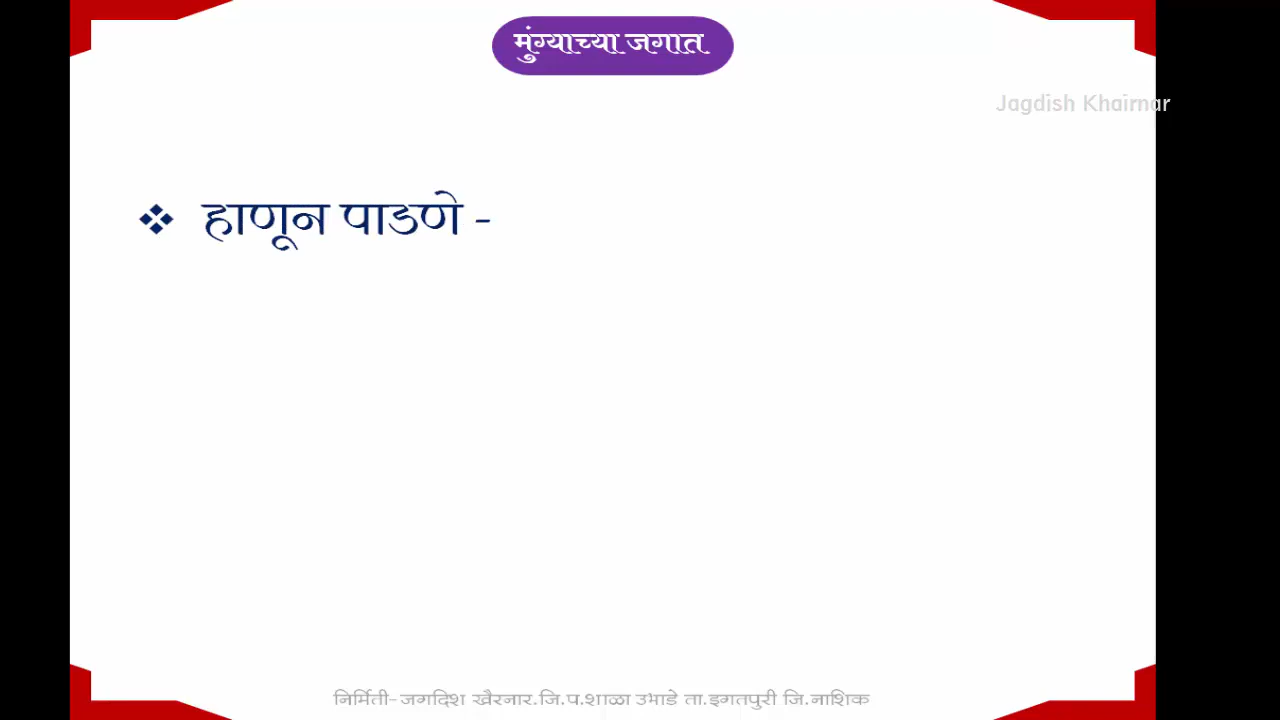 मुंग्याच्या जगात
Jagdish Khairnar
❖ हाणून पाडणे -
निर्मिती- जगदिश खैरनार.जि.प.शाळा उभाडे ता.इगतपुरी जि.नाशिक